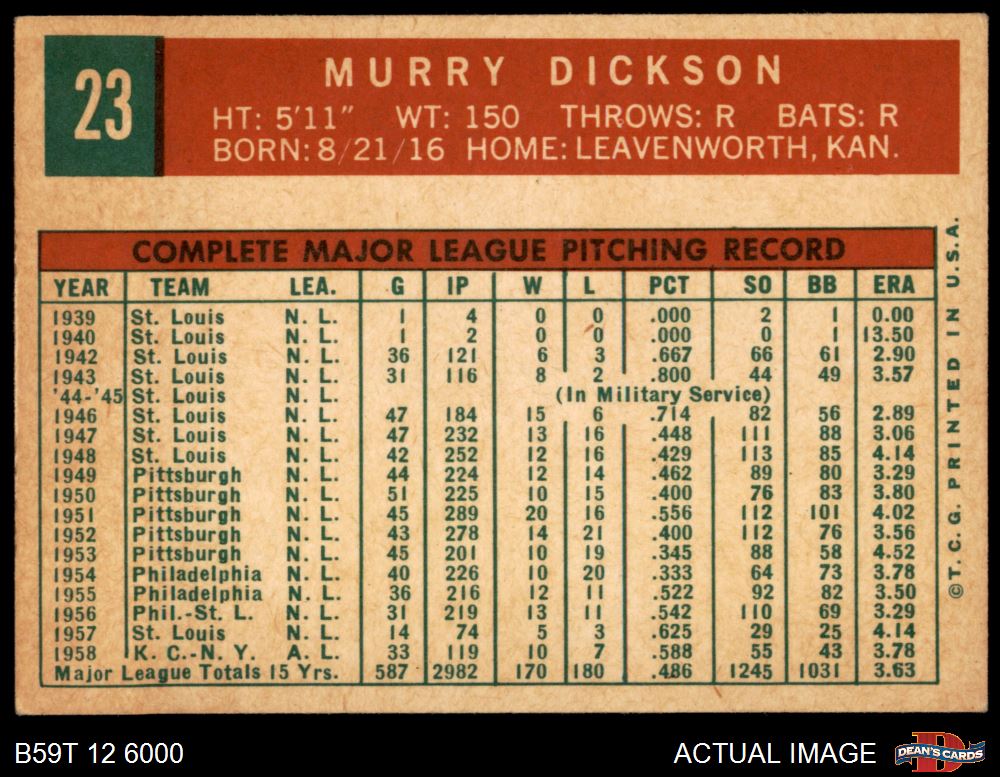 23
MURRY DICKSON
HT: 5'11" WT: 150 THROWS: R BATS: R
BORN: 8/21/16 HOME: LEAVENWORTH, KAN.
COMPLETE MAJOR LEAGUE PITCHING RECORD
YEAR TEAM LEA. G IP W L PCT SO BB ERA
1939 St. Louis N. L. 1 4 0 0 .000 2 1 0.00
1940 St. Louis N. L. 1 2 0 0 .000 0 1 13.50
1942 St. Louis N. L. 36 121 6 3 .667 66 61 2.90
1943 St. Louis N. L. 31 116 8 2 .800 44 49 3.57
'44-'45 St. Louis N. L. (In Military Service)
1946 St. Louis N. L. 47 184 15 6 .714 82 56 2.89
1947 St. Louis N. L. 47 232 13 16 .448 111 88 3.06
1948 St. Louis N. L. 42 252 12 16 .429 113 85 4.14
1949 Pittsburgh N. L. 44 224 12 14 .462 89 80 3.29
1950 Pittsburgh N. L. 51 225 10 15 .400 76 83 3.80
1951 Pittsburgh N. L. 45 289 20 16 .556 112 101 4.02
1952 Pittsburgh N. L. 43 278 14 21 .400 112 76 3.56
1953 Pittsburgh N. L. 45 201 10 19 .345 88 58 4.52
1954 Philadelphia N. L. 40 226 10 20 .333 64 73 3.78
1955 Philadelphia N. L. 36 216 12 11 .522 92 82 3.50
1956 Phil.-St. L. N. L. 31 219 13 11 .542 110 69 3.29
1957 St. Louis N. L. 14 74 5 3 .625 29 25 4.14
1958 K. C.-N. Y. A. L. 33 119 10 7 .588 55 43 3.78
Major League Totals 15 Yrs. 587 2982 170 180 .486 1245 1031 3.63
©T.C.G. PRINTED IN U.S.A.
B59T 12 6000
ACTUAL IMAGE
D
DEAN'S CARDS